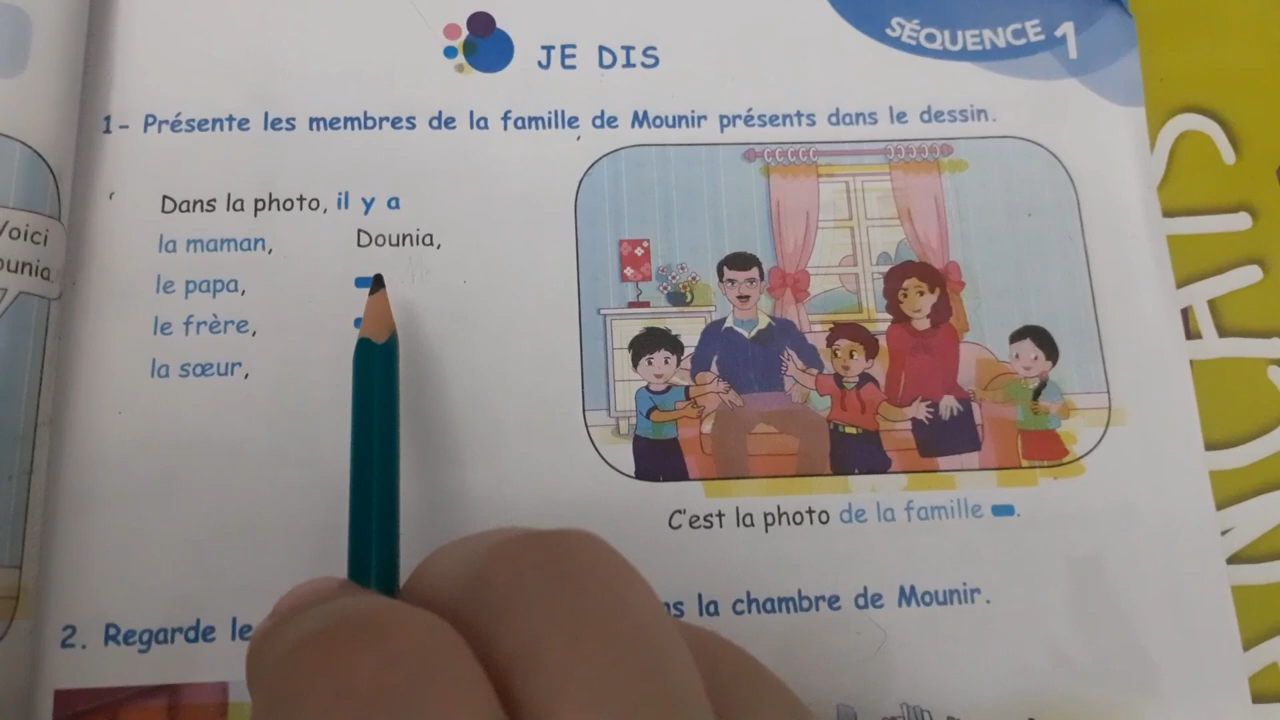 SÉQUENCE 1
JE DIS
1- Présente les membres de la famille de Mounir présents dans le dessin.
Dans la photo, il y a
la maman, Dounia,
le papa,
le frère,
la sœur,
Voici
C'est la photo de la famille
2. Regarde le
la chambre de Mounir.